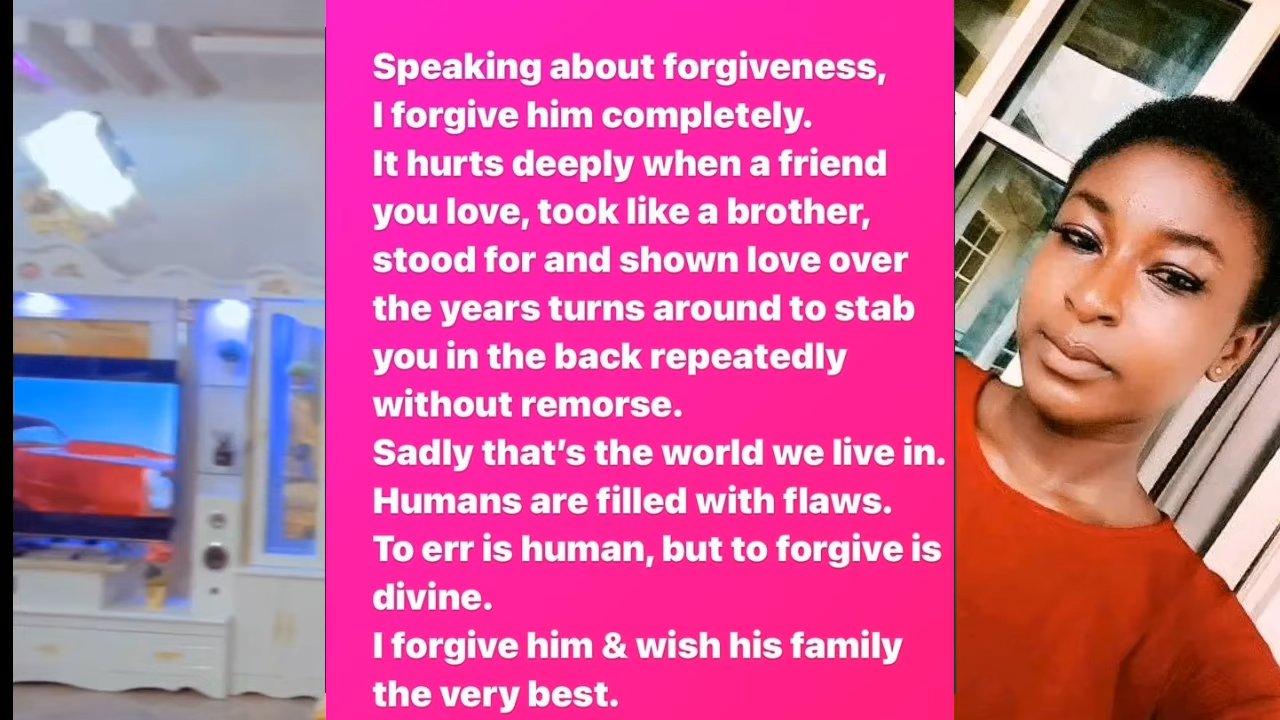 Speaking about forgiveness,
I forgive him completely.
It hurts deeply when a friend
you love, took like a brother,
stood for and shown love over
the years turns around to stab
you in the back repeatedly
without remorse.
Sadly that’s the world we live in.
Humans are filled with flaws.
To err is human, but to forgive is
divine.
I forgive him & wish his family
the very best.